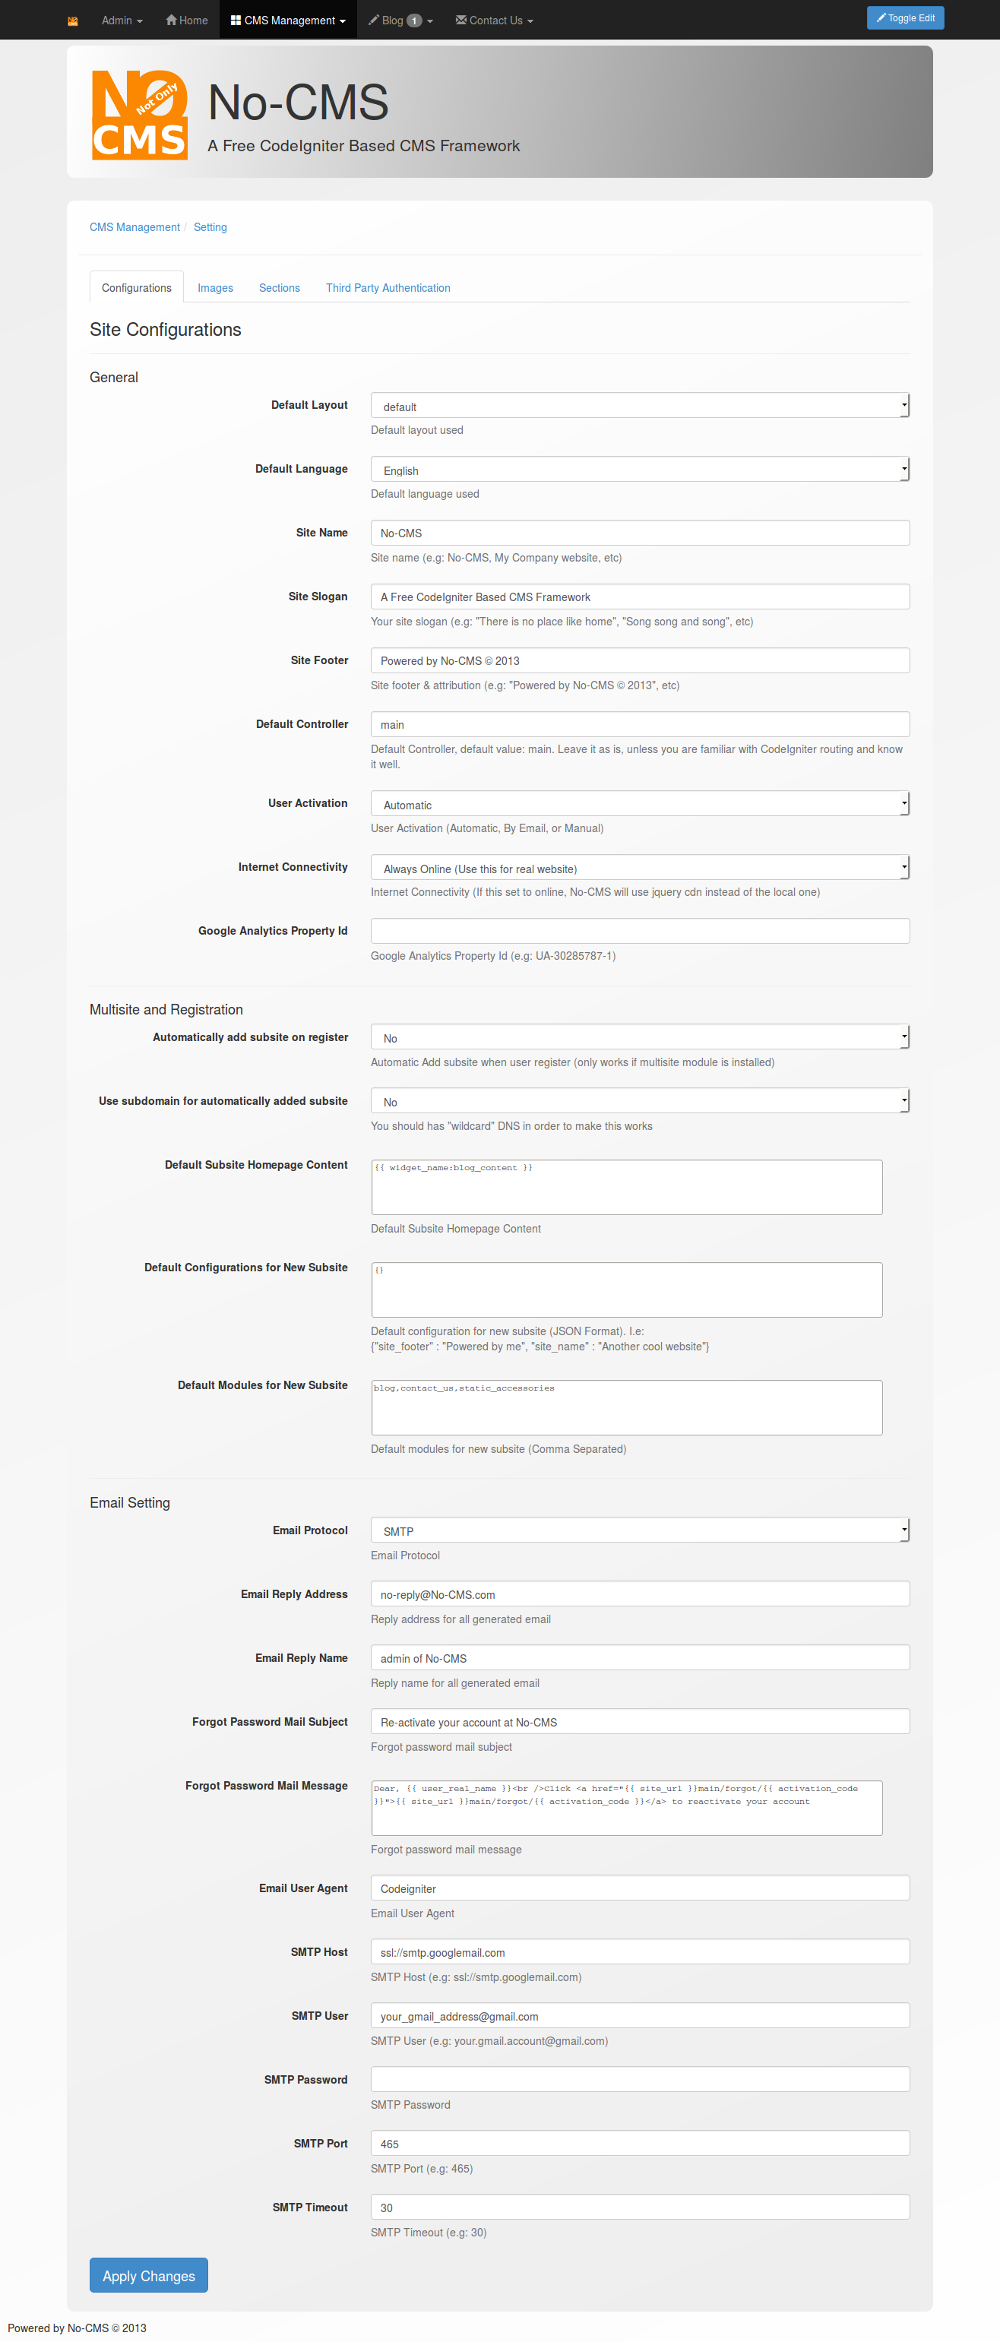 Admin Home CMS Management Blog 1 Contact Us Toggle Edit
NO
Not Only
CMS
No-CMS
A Free CodeIgniter Based CMS Framework
CMS Management / Setting
Configurations Images Sections Third Party Authentication
Site Configurations
General
Default Layout default
Default layout used
Default Language English
Default language used
Site Name No-CMS
Site name (e.g: No-CMS, My Company website, etc)
Site Slogan A Free CodeIgniter Based CMS Framework
Your site slogan (e.g: "There is no place like home", "Song song and song", etc)
Site Footer Powered by No-CMS © 2013
Site footer & attribution (e.g: "Powered by No-CMS © 2013", etc)
Default Controller main
Default Controller, default value: main. Leave it as is, unless you are familiar with CodeIgniter routing and know
it well.
User Activation Automatic
User Activation (Automatic, By Email, or Manual)
Internet Connectivity Always Online (Use this for real website)
Internet Connectivity (If this set to online, No-CMS will use jquery cdn instead of the local one)
Google Analytics Property Id
Google Analytics Property Id (e.g: UA-30285787-1)
Multisite and Registration
Automatically add subsite on register No
Automatic Add subsite when user register (only works if multisite module is installed)
Use subdomain for automatically added subsite No
You should has "wildcard" DNS in order to make this works
Default Subsite Homepage Content {{ widget_name:blog_content }}
Default Subsite Homepage Content
Default Configurations for New Subsite {}
Default configuration for new subsite (JSON Format). I.e:
{"site_footer" : "Powered by me", "site_name" : "Another cool website"}
Default Modules for New Subsite blog,contact_us,static_accessories
Default modules for new subsite (Comma Separated)
Email Setting
Email Protocol SMTP
Email Protocol
Email Reply Address no-reply@No-CMS.com
Reply address for all generated email
Email Reply Name admin of No-CMS
Reply name for all generated email
Forgot Password Mail Subject Re-activate your account at No-CMS
Forgot password mail subject
Forgot Password Mail Message Dear, {{ user_real_name }}<br />Click <a href="{{ site_url }}main/forgot/{{ activation_code
}}">{{ site_url }}main/forgot/{{ activation_code }}</a> to reactivate your account
Forgot password mail message
Email User Agent Codeigniter
Email User Agent
SMTP Host ssl://smtp.googlemail.com
SMTP Host (e.g: ssl://smtp.googlemail.com)
SMTP User your_gmail_address@gmail.com
SMTP User (e.g: your.gmail.account@gmail.com)
SMTP Password
SMTP Password
SMTP Port 465
SMTP Port (e.g: 465)
SMTP Timeout 30
SMTP Timeout (e.g: 30)
Apply Changes
Powered by No-CMS © 2013